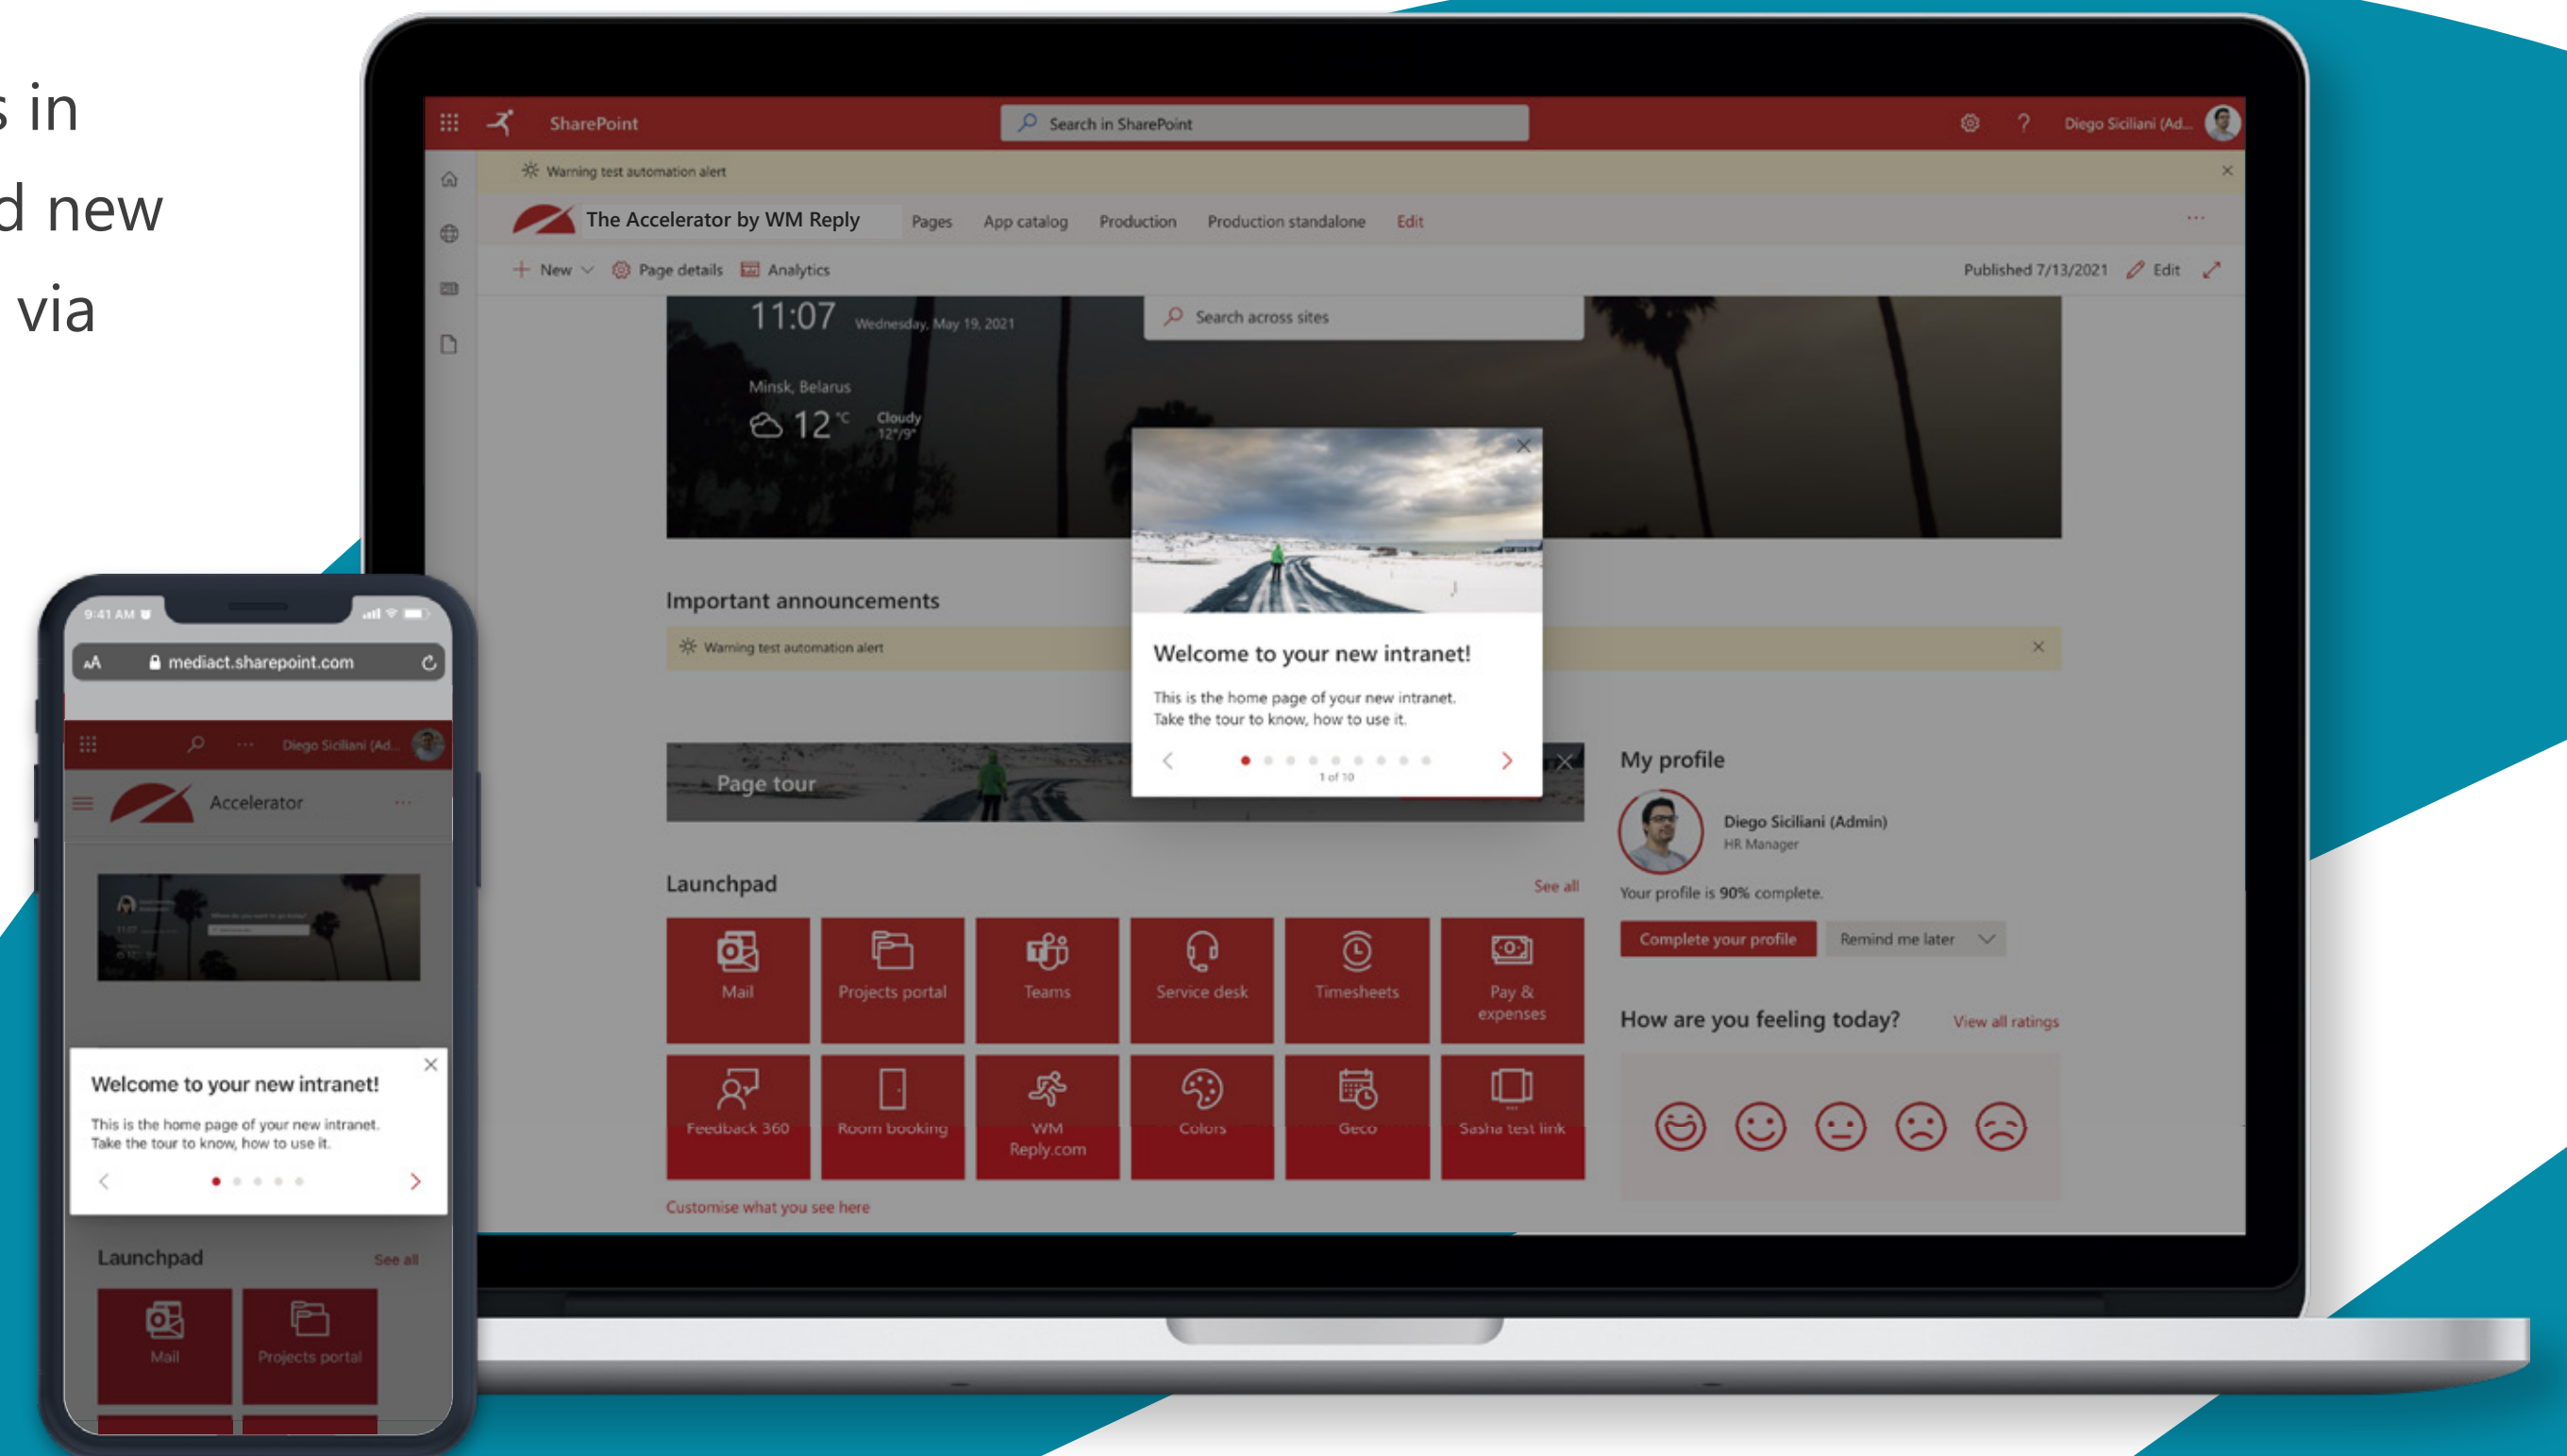 s in
d new
via
SharePoint
Search in SharePoint
?
Diego Siciliani (Ad...
Warning test automation alert
The Accelerator by WM Reply
Pages
App catalog
Production
Production standalone
Edit
...
New
Page details
Analytics
Published 7/13/2021
Edit
11:07
Wednesday, May 19, 2021
Search across sites
Minsk, Belarus
12 °C
Cloudy
12°/9°
Important announcements
Warning test automation alert
Welcome to your new intranet!
This is the home page of your new intranet.
Take the tour to know, how to use it.
1 of 10
Page tour
My profile
Diego Siciliani (Admin)
HR Manager
Your profile is 90% complete.
Complete your profile
Remind me later
Launchpad
See all
Mail
Projects portal
Teams
Service desk
Timesheets
Pay &
expenses
Feedback 360
Room booking
WM
Reply.com
Colors
Geco
Sasha test link
Customise what you see here
How are you feeling today?
View all ratings
9:41 AM
AA
mediact.sharepoint.com
...
Diego Siciliani (Ad...
Accelerator
...
11:07
Welcome to your new intranet!
This is the home page of your new intranet.
Take the tour to know, how to use it.
Launchpad
See all
Mail
Projects portal